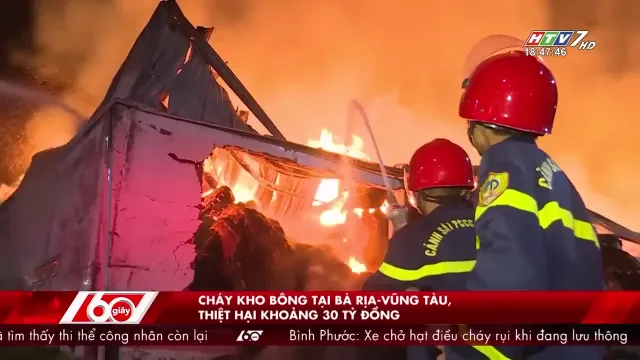 HTV7 HD
18:47:46
CẢNH SÁT PCCC
CHÁY KHO BÔNG TẠI BÀ RỊA-VŨNG TÀU,
THIỆT HẠI KHOẢNG 30 TỶ ĐỒNG
60 giây
ã tìm thấy thi thể công nhân còn lại 60 giây Bình Phước: Xe chở hạt điều cháy rụi khi đang lưu thông